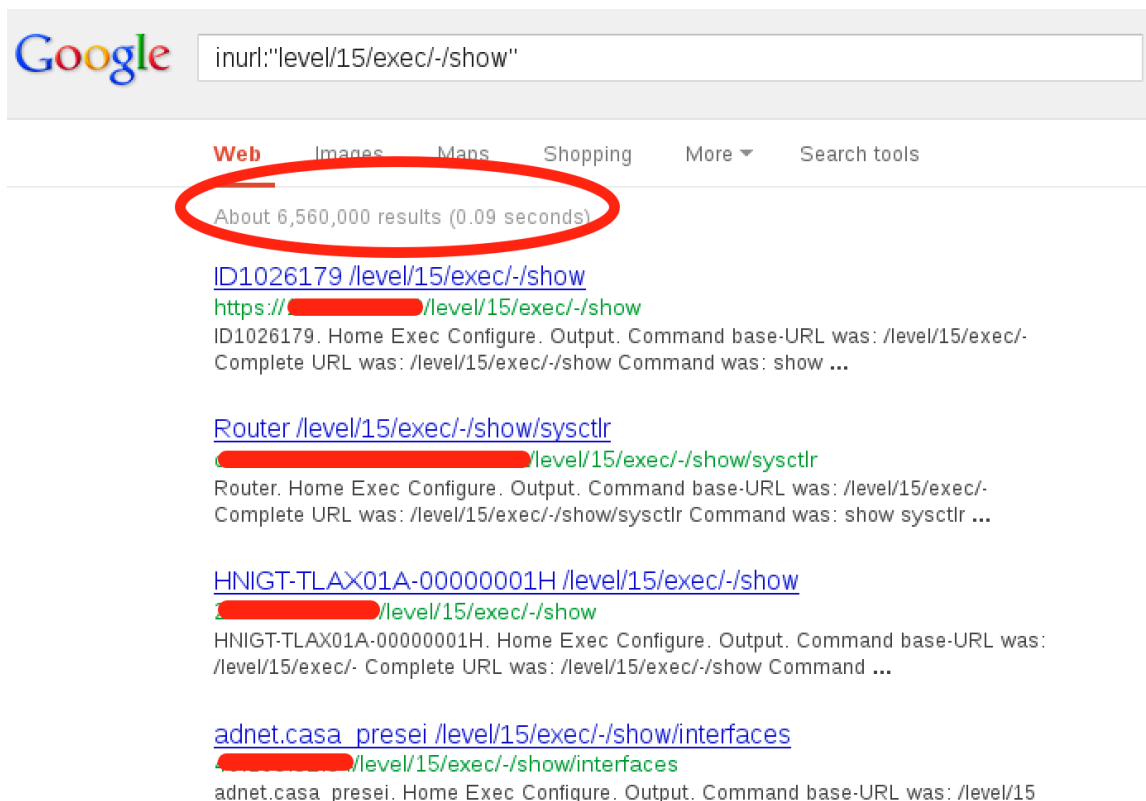 Google
inurl:"level/15/exec/-/show"
Web Images Maps Shopping More Search tools
About 6,560,000 results (0.09 seconds)
ID1026179 /level/15/exec/-/show
https:///level/15/exec/-/show
ID1026179. Home Exec Configure. Output. Command base-URL was: /level/15/exec/-
Complete URL was: /level/15/exec/-/show Command was: show ...
Router /level/15/exec/-/show/sysctlr
/level/15/exec/-/show/sysctlr
Router. Home Exec Configure. Output. Command base-URL was: /level/15/exec/-
Complete URL was: /level/15/exec/-/show/sysctlr Command was: show sysctlr ...
HNIGT-TLAX01A-00000001H /level/15/exec/-/show
/level/15/exec/-/show
HNIGT-TLAX01A-00000001H. Home Exec Configure. Output. Command base-URL was:
/level/15/exec/- Complete URL was: /level/15/exec/-/show Command ...
adnet.casa_presei /level/15/exec/-/show/interfaces
/level/15/exec/-/show/interfaces
adnet.casa_presei. Home Exec Configure. Output. Command base-URL was: /level/15